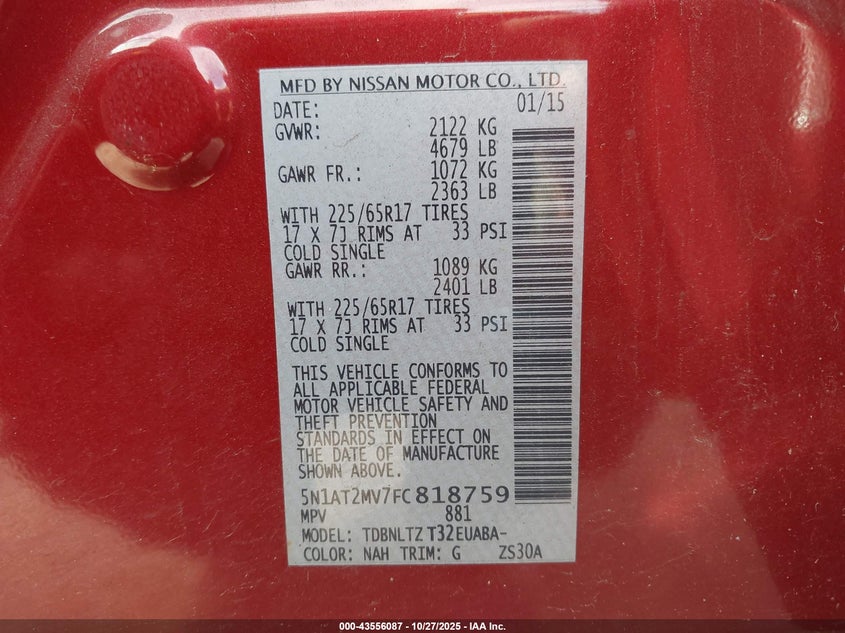 MFD BY NISSAN MOTOR CO., LTD.
DATE: 01/15
GVWR: 2122 KG
4679 LB
GAWR FR.: 1072 KG
2363 LB
WITH 225/65R17 TIRES
17 X 7J RIMS AT 33 PSI
COLD SINGLE
GAWR RR.: 1089 KG
2401 LB
WITH 225/65R17 TIRES
17 X 7J RIMS AT 33 PSI
COLD SINGLE
THIS VEHICLE CONFORMS TO
ALL APPLICABLE FEDERAL
MOTOR VEHICLE SAFETY AND
THEFT PREVENTION
STANDARDS IN EFFECT ON
THE DATE OF MANUFACTURE
SHOWN ABOVE.
5N1AT2MV7FC818759
MPV 881
MODEL: TDBNLTZ T32EUABA-
COLOR: NAH TRIM: G ZS30A
000-43556087 - 10/27/2025 - IAA Inc.